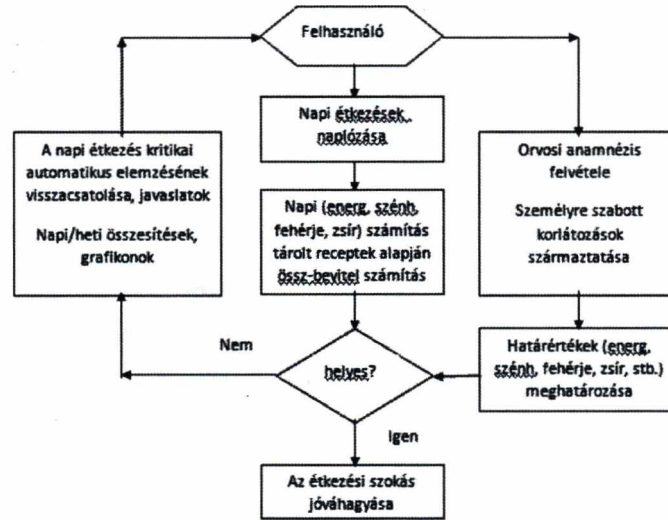 Felhasználó
Napi étkezések
naplózása
Napi (energ, szénh,
fehérje, zsír) számítás
tárolt receptek alapján
össz-bevitel számítás
A napi étkezés kritikai
automatikus elemzésének
visszacsatolása, javaslatok
Napi/heti összesítések,
grafikonok
Orvosi anamnézis
felvétele
Személyre szabott
korlátozások
származtatása
Határértékek (energ,
szénh, fehérje, zsír, stb.)
meghatározása
Nem
helyes?
Igen
Az étkezési szokás
jóváhagyása